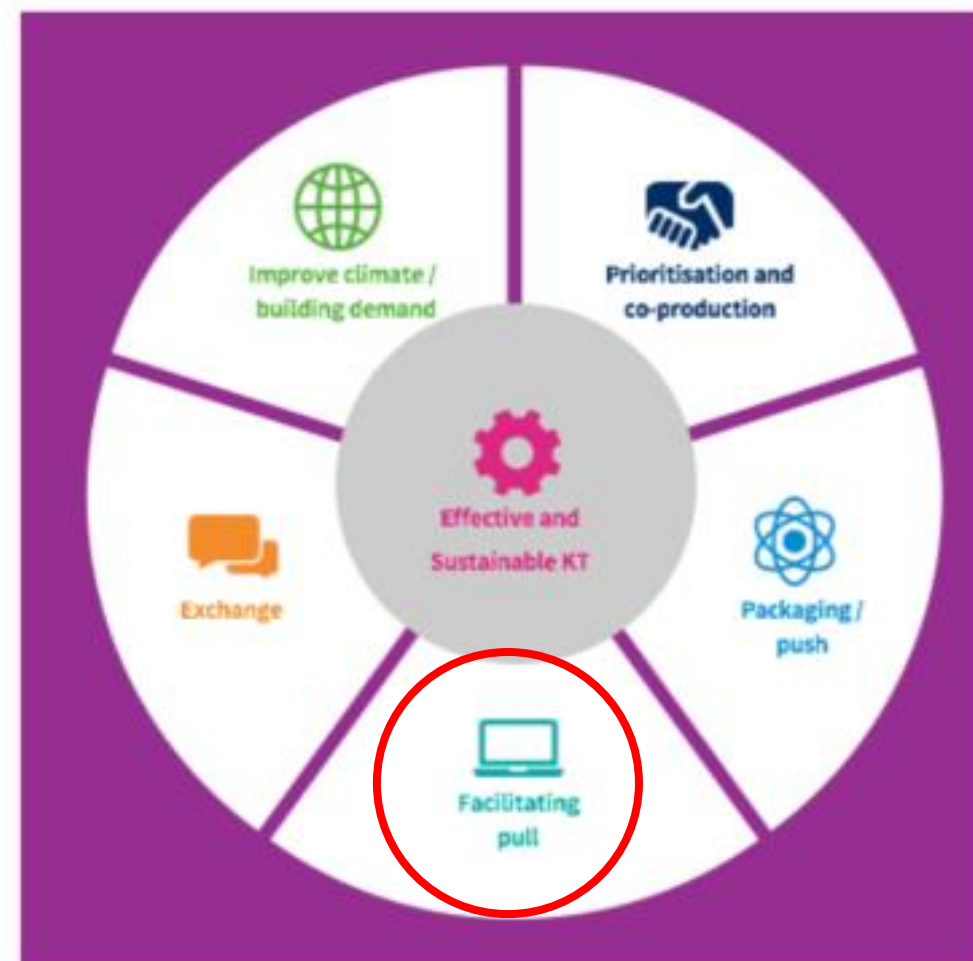 Improve climate /
building demand
Prioritisation and
co-production
Effective and
Sustainable KT
Exchange
Packaging /
push
Facilitating
pull